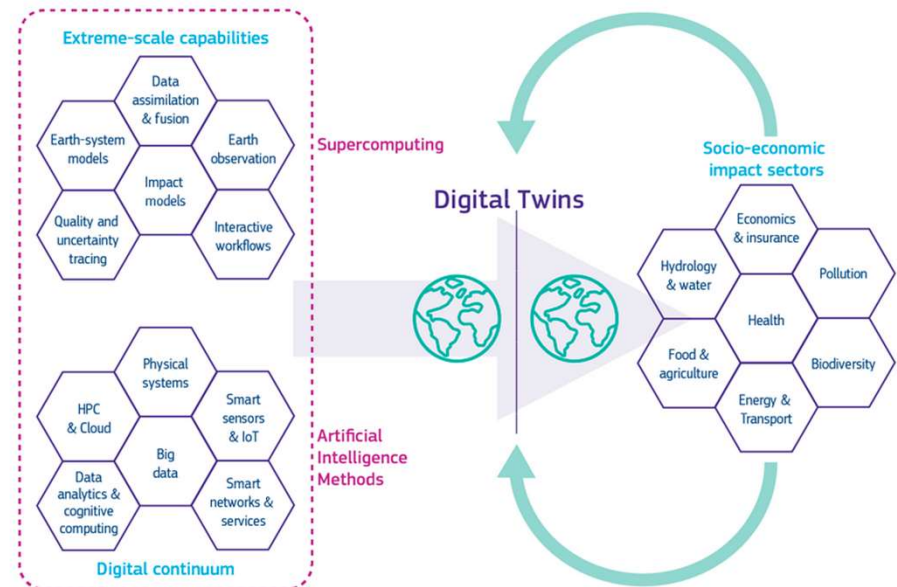 Extreme-scale capabilities
Data
assimilation
& fusion
Earth-system
models
Earth
observation
Impact
models
Quality and
uncertainty
tracing
Interactive
workflows
Supercomputing
Physical
systems
HPC
& Cloud
Smart
sensors
& IoT
Big
data
Data
analytics &
cognitive
computing
Smart
networks &
services
Artificial
Intelligence
Methods
Digital continuum
Digital Twins
Socio-economic
impact sectors
Economics
& insurance
Hydrology
& water
Pollution
Health
Food &
agriculture
Biodiversity
Energy &
Transport